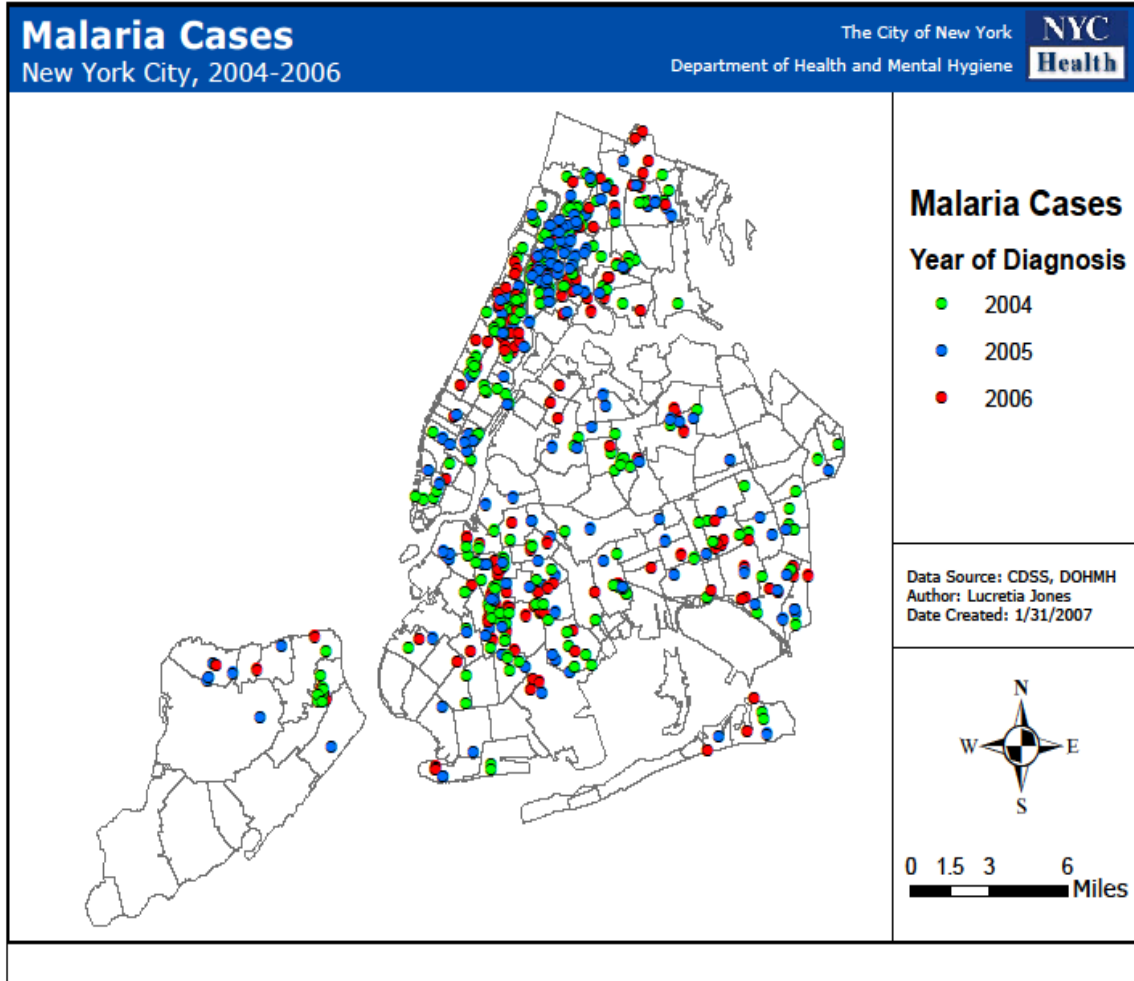 Malaria Cases
New York City, 2004-2006
The City of New York
Department of Health and Mental Hygiene
NYC
Health
Malaria Cases
Year of Diagnosis
2004
2005
2006
Data Source: CDSS, DOHMH
Author: Lucretia Jones
Date Created: 1/31/2007
N
W E
S
0 1.5 3 6
Miles